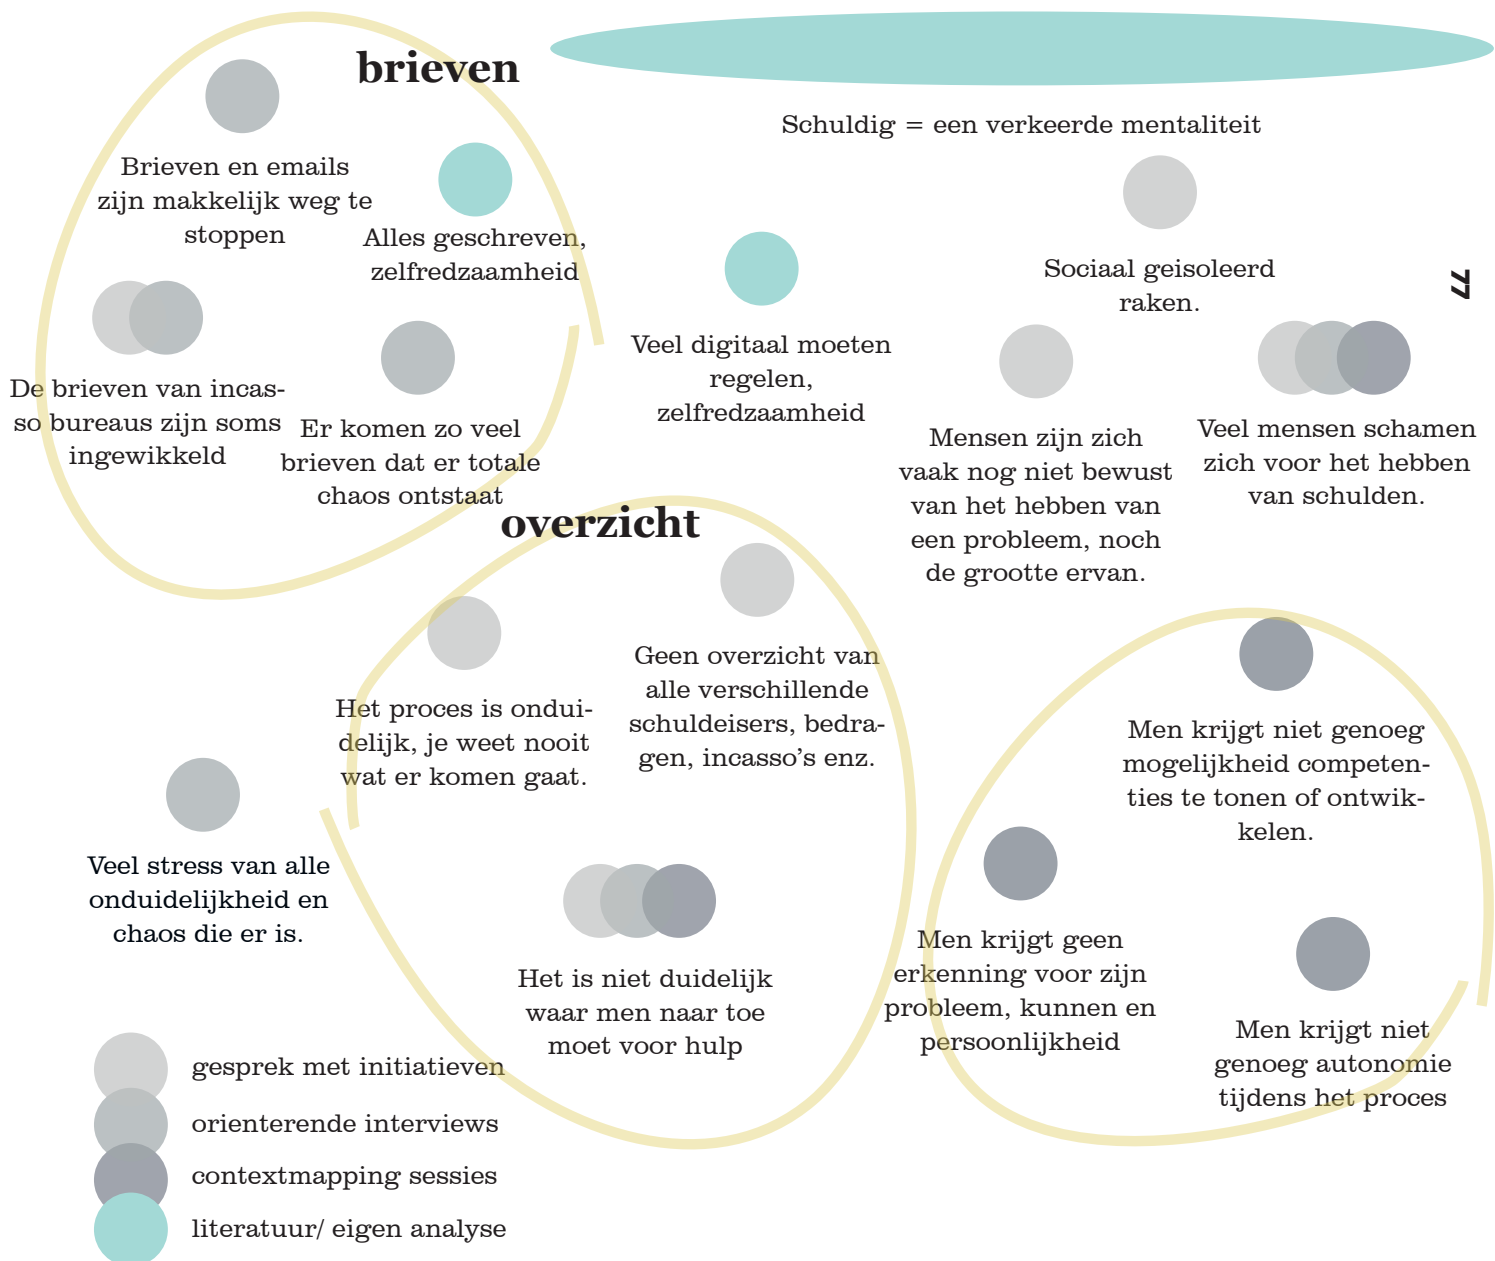 brieven
Brieven en emails
zijn makkelijk weg te
stoppen
Alles geschreven,
zelfredzaamheid
De brieven van incas-
so bureaus zijn soms
ingewikkeld
Er komen zo veel
brieven dat er totale
chaos ontstaat
Schuldig = een verkeerde mentaliteit
Sociaal geisoleerd
raken.
77
Veel digitaal moeten
regelen,
zelfredzaamheid
Mensen zijn zich
vaak nog niet bewust
van het hebben van
een probleem, noch
de grootte ervan.
Veel mensen schamen
zich voor het hebben
van schulden.
overzicht
Het proces is ondui-
delijk, je weet nooit
wat er komen gaat.
Geen overzicht van
alle verschillende
schuldeisers, bedra-
gen, incasso's enz.
Het is niet duidelijk
waar men naar toe
moet voor hulp
Veel stress van alle
onduidelijkheid en
chaos die er is.
Men krijgt niet genoeg
mogelijkheid competen-
ties te tonen of ontwik-
kelen.
Men krijgt geen
erkenning voor zijn
probleem, kunnen en
persoonlijkheid
Men krijgt niet
genoeg autonomie
tijdens het proces
gesprek met initiatieven
orienterende interviews
contextmapping sessies
literatuur/ eigen analyse